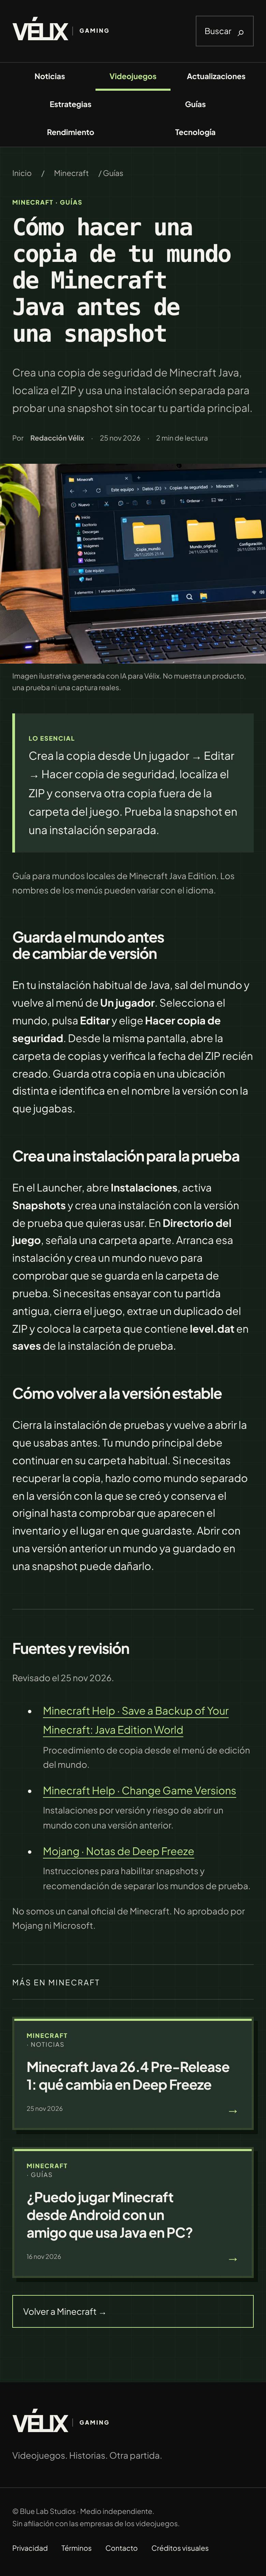 VÉLIX GAMING
Buscar
Noticias Videojuegos Actualizaciones
Estrategias Guías
Rendimiento Tecnología
Inicio / Minecraft / Guías
MINECRAFT · GUÍAS
Cómo hacer una
copia de tu mundo
de Minecraft
Java antes de
una snapshot
Crea una copia de seguridad de Minecraft Java,
localiza el ZIP y usa una instalación separada para
probar una snapshot sin tocar tu partida principal.
Por Redacción Vélix · 25 nov 2026 · 2 min de lectura
Minecraft
Nuevo
Ordenar
Ver
Inicio
Escritorio
Documentos
Descargas
Imágenes
Música
Vídeos
Este equipo
Red
Copia_mundo
Mundo_original
Configuración
Imagen ilustrativa generada con IA para Vélix. No muestra un producto,
una prueba ni una captura reales.
LO ESENCIAL
Crea la copia desde Un jugador → Editar
→ Hacer copia de seguridad, localiza el
ZIP y conserva otra copia fuera de la
carpeta del juego. Prueba la snapshot en
una instalación separada.
Guía para mundos locales de Minecraft Java Edition. Los
nombres de los menús pueden variar con el idioma.
Guarda el mundo antes
de cambiar de versión
En tu instalación habitual de Java, sal del mundo y
vuelve al menú de Un jugador. Selecciona el
mundo, pulsa Editar y elige Hacer copia de
seguridad. Desde la misma pantalla, abre la
carpeta de copias y verifica la fecha del ZIP recién
creado. Guarda otra copia en una ubicación
distinta e identifica en el nombre la versión con la
que jugabas.
Crea una instalación para la prueba
En el Launcher, abre Instalaciones, activa
Snapshots y crea una instalación con la versión
de prueba que quieras usar. En Directorio del
juego, señala una carpeta aparte. Arranca esa
instalación y crea un mundo nuevo para
comprobar que se guarda en la carpeta de
prueba. Si necesitas ensayar con tu partida
antigua, cierra el juego, extrae un duplicado del
ZIP y coloca la carpeta que contiene level.dat en
saves de la instalación de prueba.
Cómo volver a la versión estable
Cierra la instalación de pruebas y vuelve a abrir la
que usabas antes. Tu mundo principal debe
continuar en su carpeta habitual. Si necesitas
recuperar la copia, hazlo como mundo separado
en la versión con la que se creó y conserva el
original hasta comprobar que aparecen el
inventario y el lugar en que guardaste. Abrir con
una versión anterior un mundo ya guardado en
una snapshot puede dañarlo.
Fuentes y revisión
Revisado el 25 nov 2026.
• Minecraft Help · Save a Backup of Your
Minecraft: Java Edition World
Procedimiento de copia desde el menú de edición
del mundo.
• Minecraft Help · Change Game Versions
Instalaciones por versión y riesgo de abrir un
mundo con una versión anterior.
• Mojang · Notas de Deep Freeze
Instrucciones para habilitar snapshots y
recomendación de separar los mundos de prueba.
No somos un canal oficial de Minecraft. No aprobado por
Mojang ni Microsoft.
MÁS EN MINECRAFT
MINECRAFT
· NOTICIAS
Minecraft Java 26.4 Pre-Release
1: qué cambia en Deep Freeze
25 nov 2026 →
MINECRAFT
· GUÍAS
¿Puedo jugar Minecraft
desde Android con un
amigo que usa Java en PC?
16 nov 2026 →
Volver a Minecraft →
VÉLIX GAMING
Videojuegos. Historias. Otra partida.
© Blue Lab Studios · Medio independiente.
Sin afiliación con las empresas de los videojuegos.
Privacidad Términos Contacto Créditos visuales